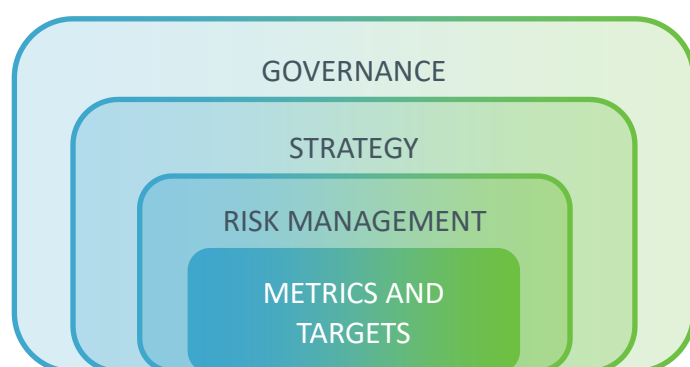 GOVERNANCE
STRATEGY
RISK MANAGEMENT
METRICS AND
TARGETS